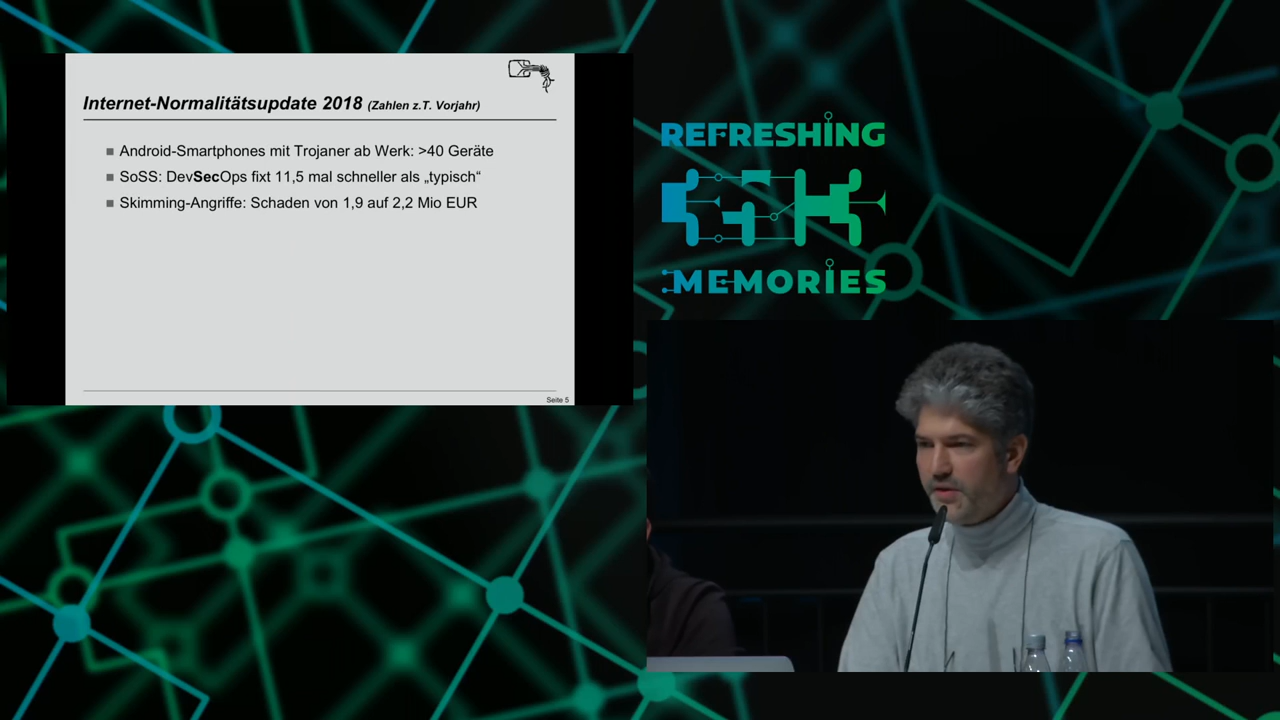 Internet-Normalitätsupdate 2018 (Zahlen z.T. Vorjahr)
Android-Smartphones mit Trojaner ab Werk: >40 Geräte
SoSS: DevSecOps fixt 11,5 mal schneller als „typisch“
Skimming-Angriffe: Schaden von 1,9 auf 2,2 Mio EUR
Seite 5
REFRESHING
35C3
MEMORIES